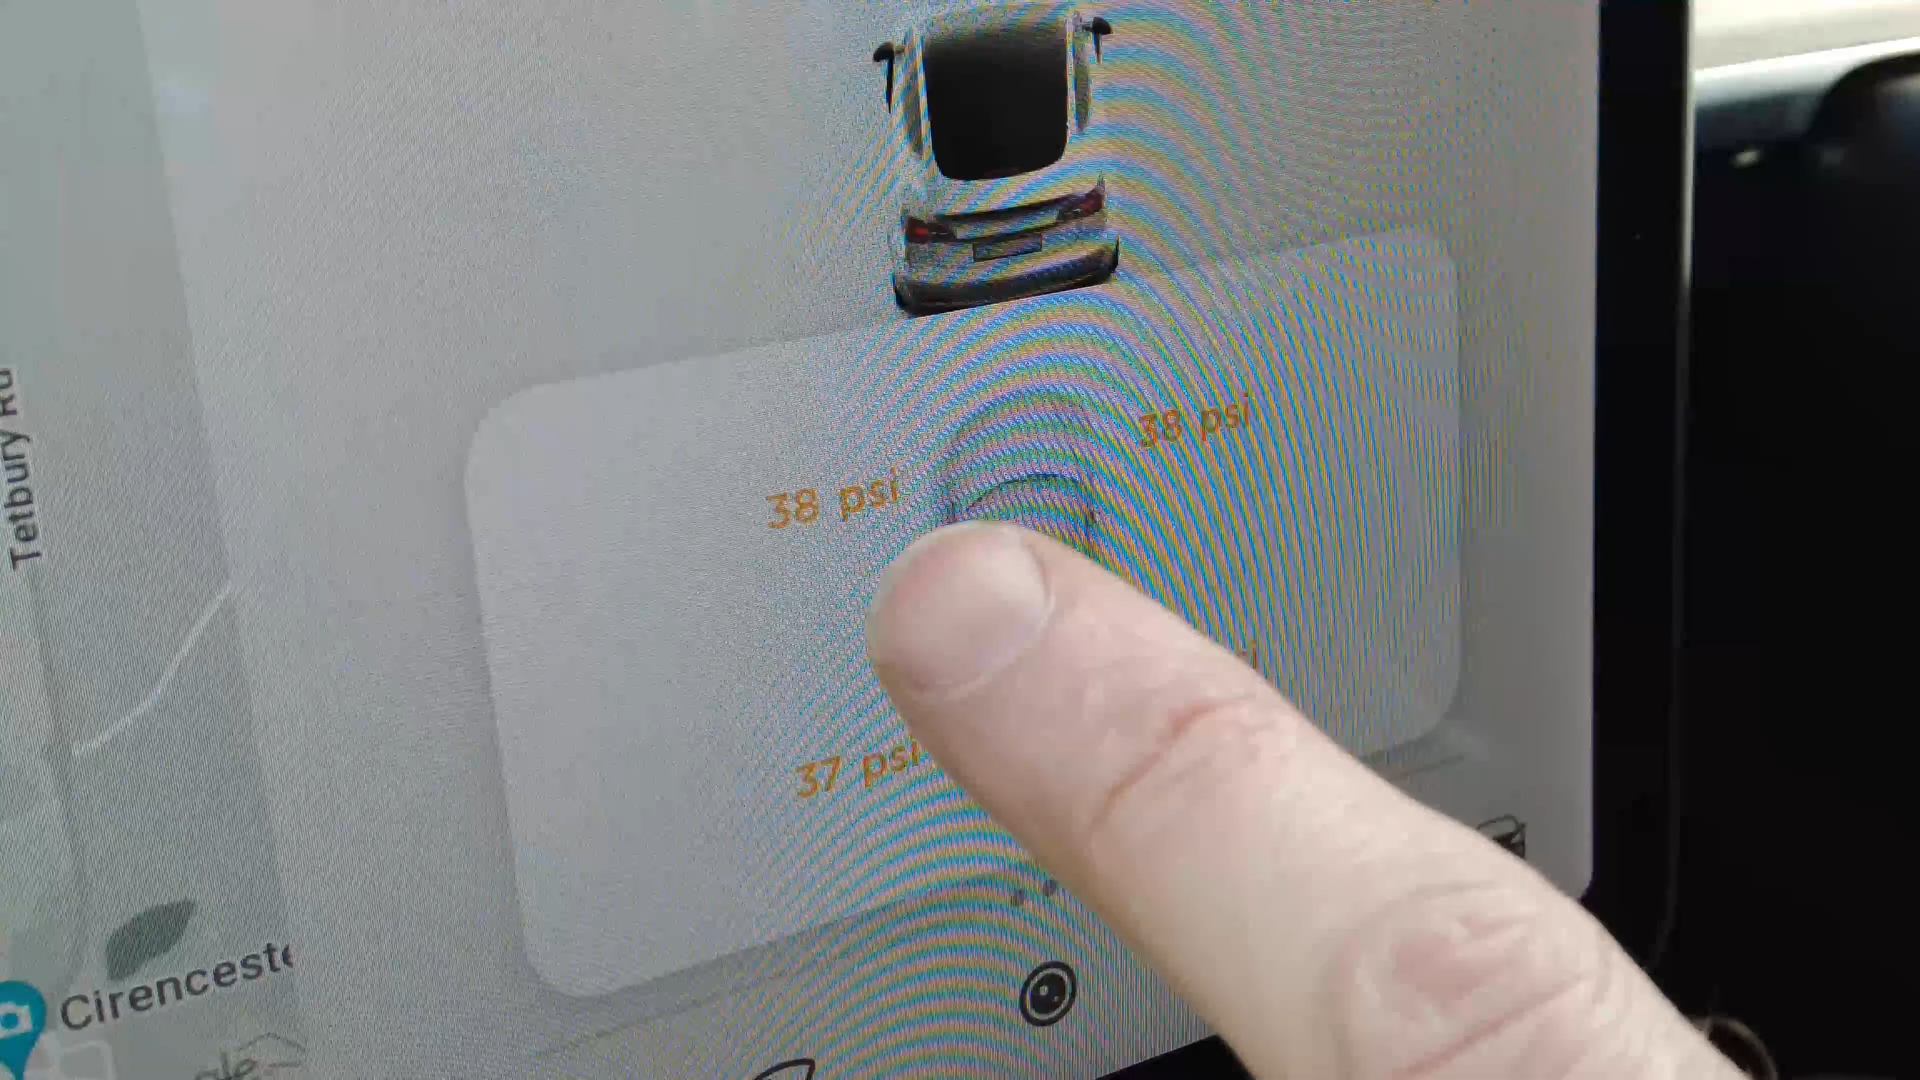 Tetbury Rd
38 psi
38 psi
37 psi
Cirenceste